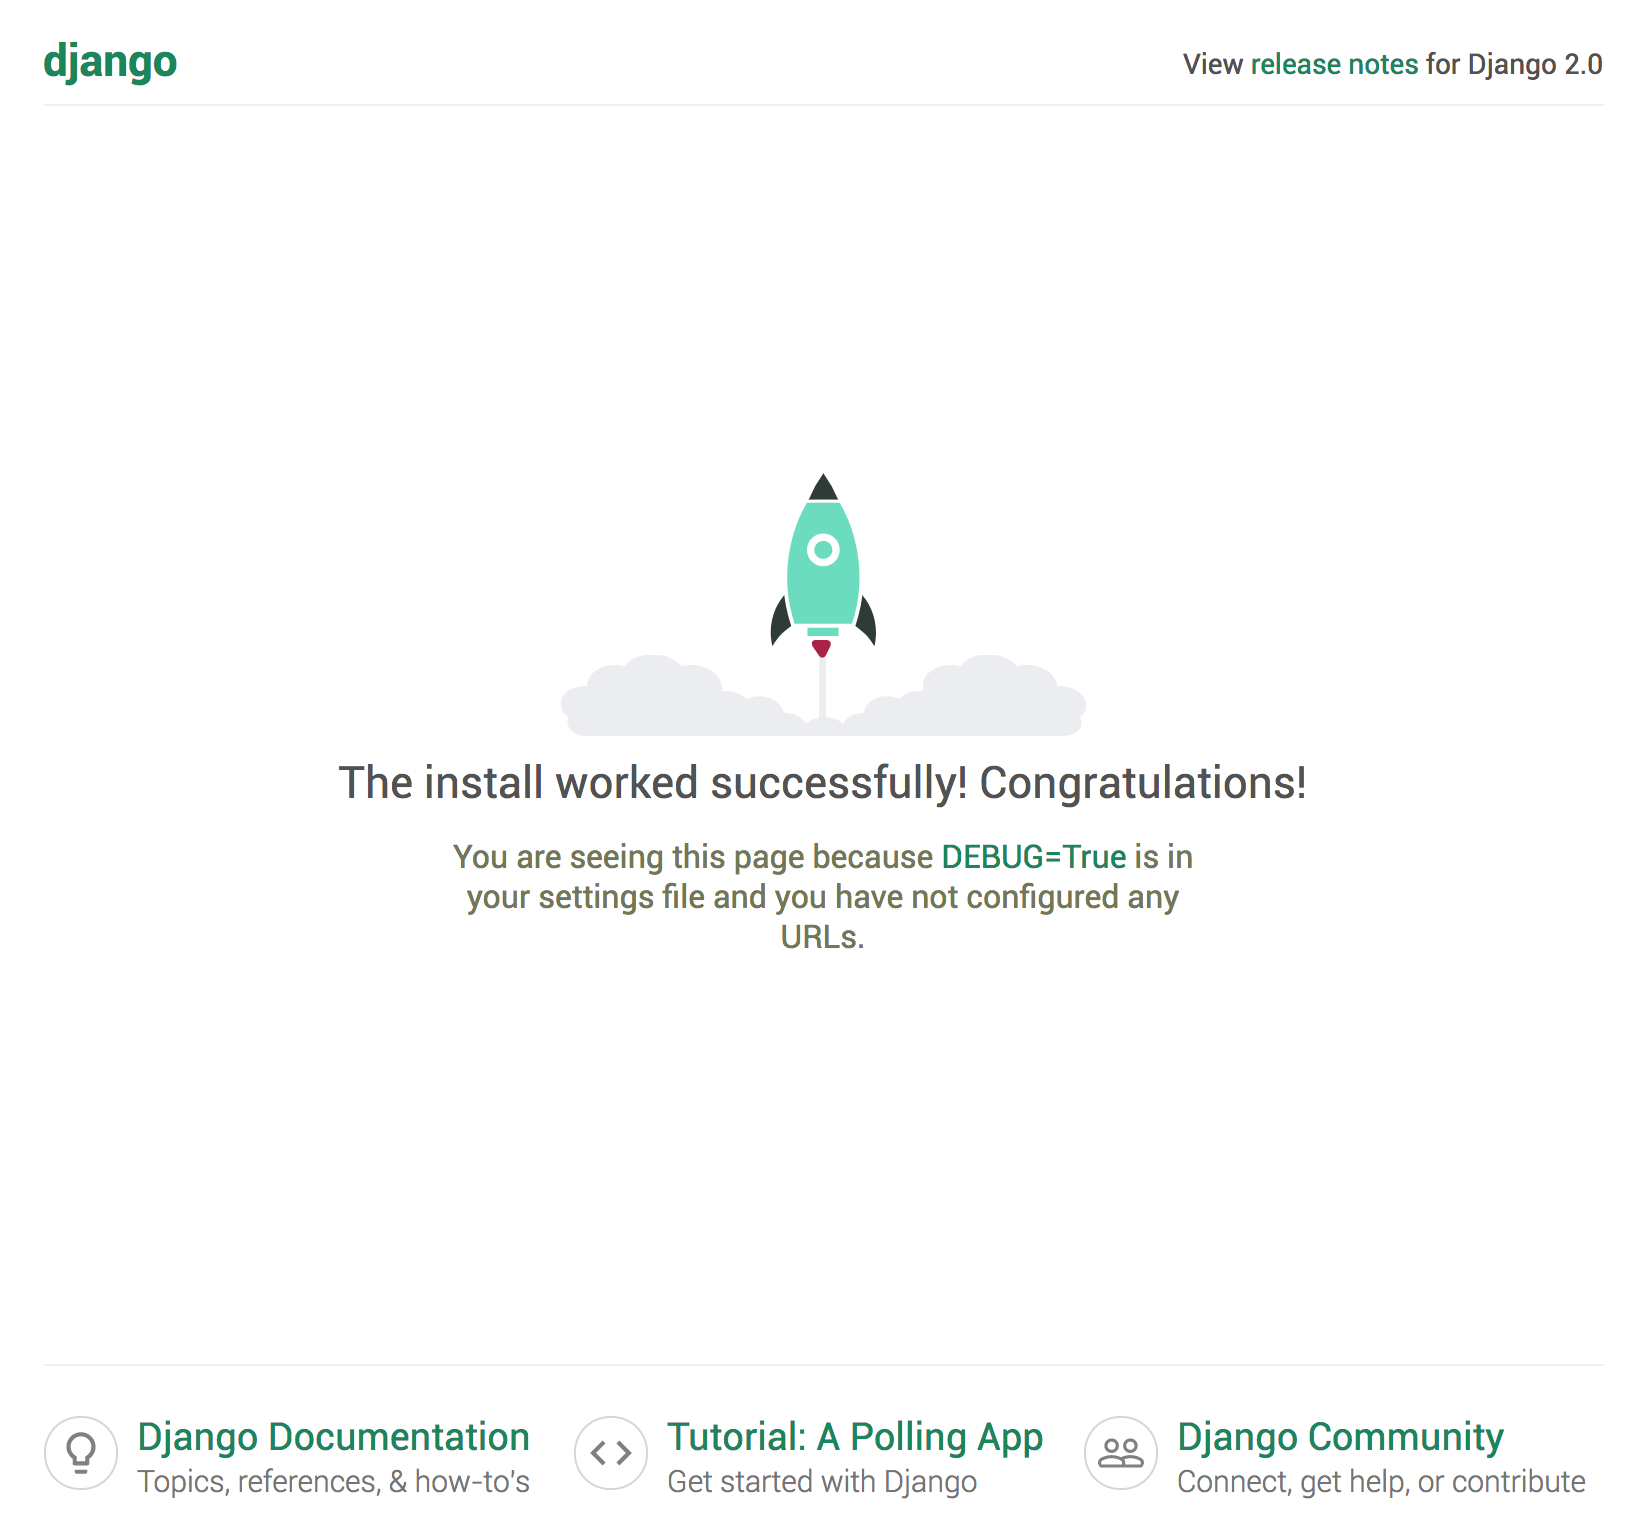 django
View release notes for Django 2.0
The install worked successfully! Congratulations!
You are seeing this page because DEBUG=True is in
your settings file and you have not configured any
URLs.
Django Documentation
Topics, references, & how-to's
Tutorial: A Polling App
Get started with Django
Django Community
Connect, get help, or contribute